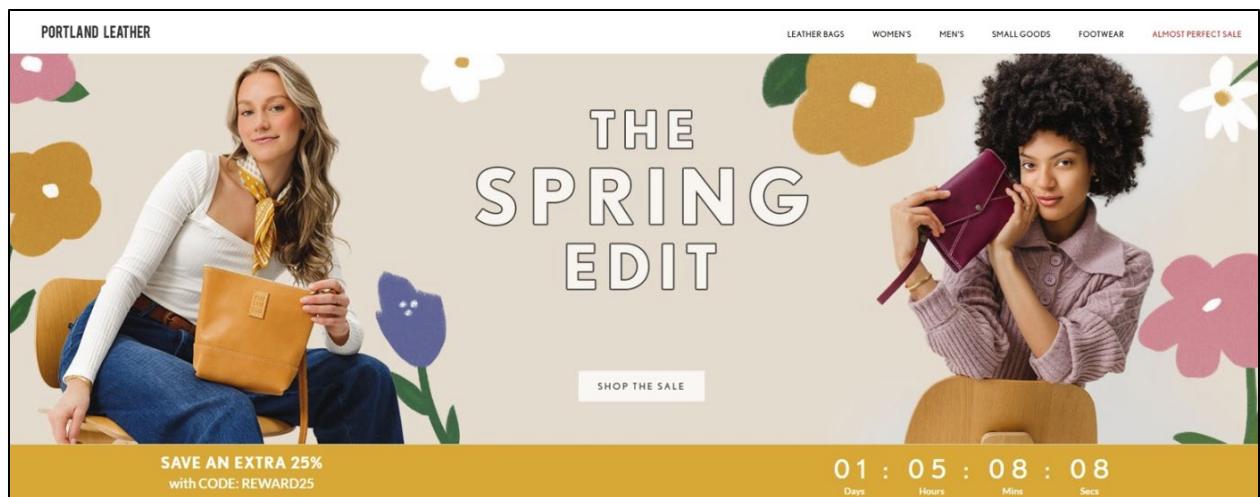 PORTLAND LEATHER
LEATHER BAGS WOMEN'S MEN'S SMALL GOODS FOOTWEAR ALMOST PERFECT SALE
THE
SPRING
EDIT
SHOP THE SALE
SAVE AN EXTRA 25%
with CODE: REWARD25
01 : 05 : 08 : 08
Days Hours Mins Secs